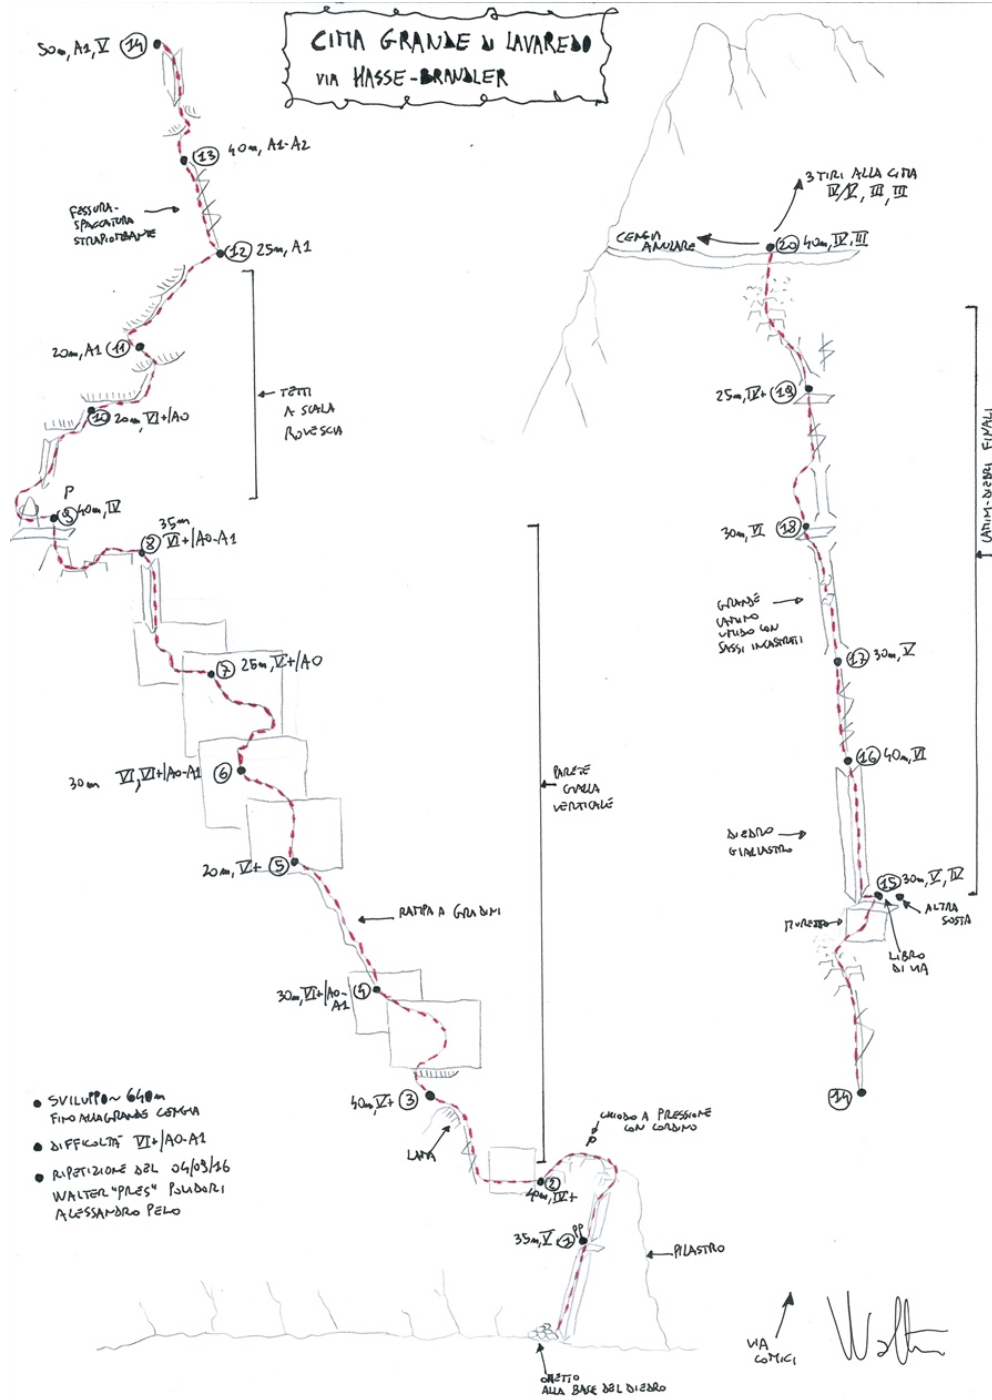 CIMA GRANDE DI LAVAREDO
VIA HASSE-BRANDLER
50m, A1, V 14
13 40m, A1-A2
FESSURA-
SPACCATURA
STRAPIOMBANTE
12 25m, A1
20m, A1 11
10 20m, VI+/A0
TETTI
A SCALA
ROVESCIA
P
9 40m, IV
35m
8 VI+/A0-A1
7 25m, V+/A0
30m VI, VI+/A0-A1 6
PARETE
GIALLA
VERTICALE
20m, V+ 5
RAMPA A GRADINI
30m, VI+/A0-
A1 4
40m, V+ 3
LAMA
CHIODO A PRESSIONE
CON CORDINO
P
2
40m, IV+
35m, V 1 PP
PILASTRO
OMETTO
ALLA BASE DEL DIEDRO
SVILUPPO ~ 640m
FINO ALLA GRANDE CENGIA
DIFFICOLTÀ VI+/A0-A1
RIPETIZIONE DEL 04/09/16
WALTER "PRES" POLIDORI
ALESSANDRO PELO
3 TIRI ALLA CIMA
IV/V, III, III
CENGIA
ANULARE
20 40m, IV, III
25m, IV+ 19
CAMINI-DIEDRI FINALI
30m, VI 18
GRANDE
CAMINO
UMIDO CON
SASSI INCASTRATI
17 30m, V
16 40m, VI
DIEDRO
GIALLASTRO
15 30m, V, IV
MURETTO
ALTRA
SOSTA
LIBRO
DI VIA
14
VIA
COMICI